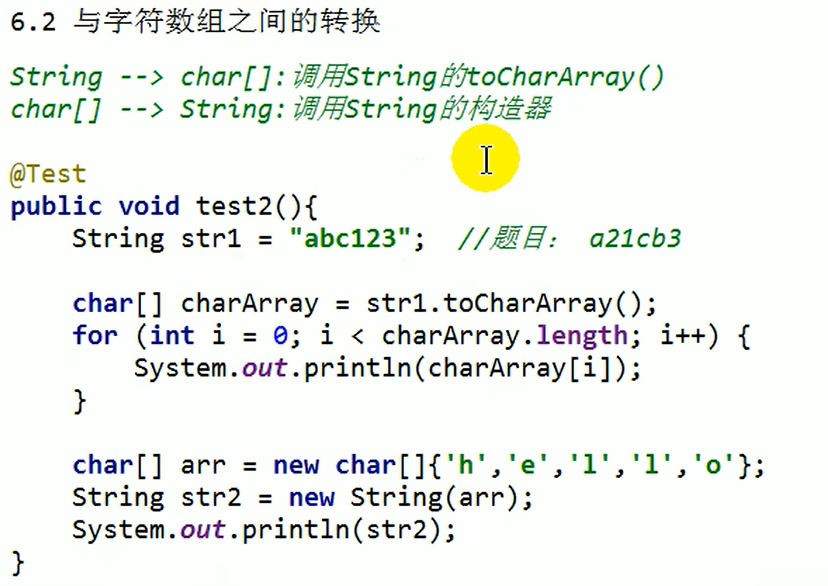 6.2 与字符数组之间的转换
String --> char[]:调用String的toCharArray()
char[] --> String:调用String的构造器
@Test
public void test2(){
    String str1 = "abc123";  //题目： a21cb3
    char[] charArray = str1.toCharArray();
    for (int i = 0; i < charArray.length; i++) {
        System.out.println(charArray[i]);
    }
    char[] arr = new char[]{'h','e','l','l','o'};
    String str2 = new String(arr);
    System.out.println(str2);
}